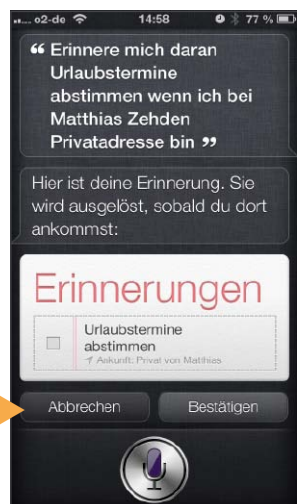 o2-de 14:58 77 %
“ Erinnere mich daran
Urlaubstermine
abstimmen wenn ich bei
Matthias Zehden
Privatadresse bin ”
Hier ist deine Erinnerung. Sie
wird ausgelöst, sobald du dort
ankommst:
Erinnerungen
Urlaubstermine
abstimmen
Ankunft: Privat von Matthias
Abbrechen Bestätigen